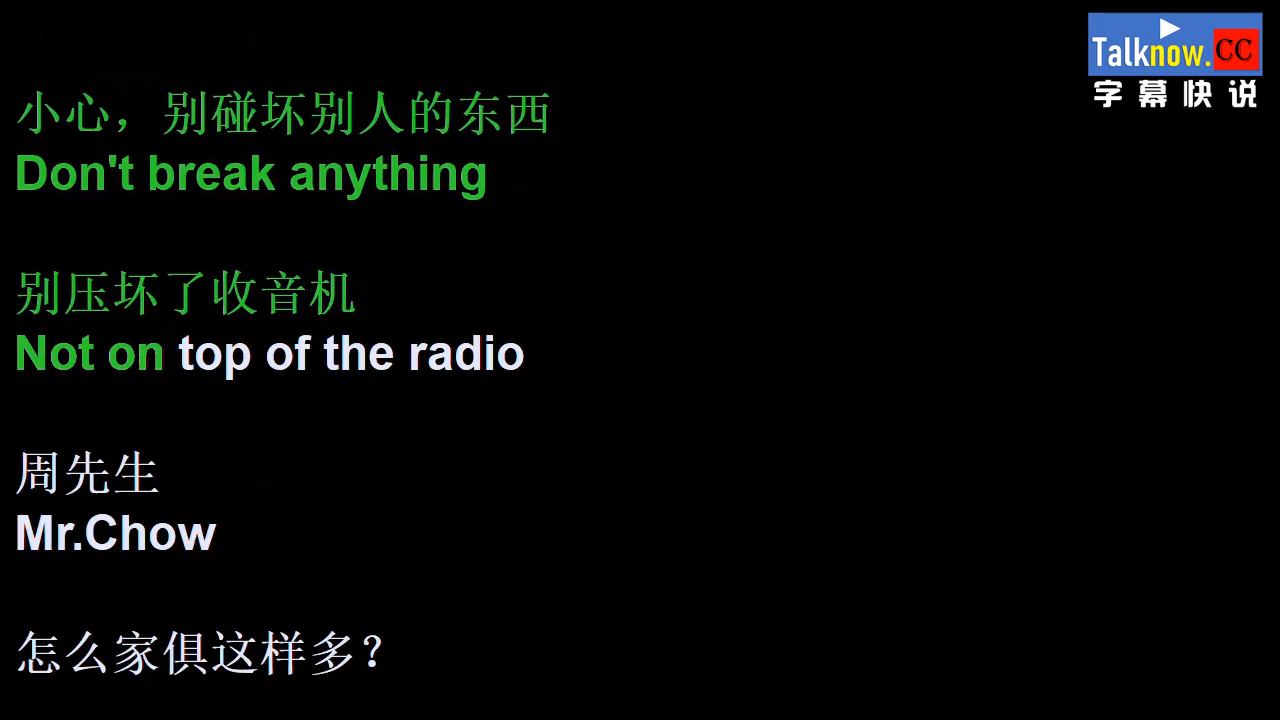 Talknow.CC
字幕快说
小心，别碰坏别人的东西
Don't break anything
别压坏了收音机
Not on top of the radio
周先生
Mr.Chow
怎么家俱这样多？